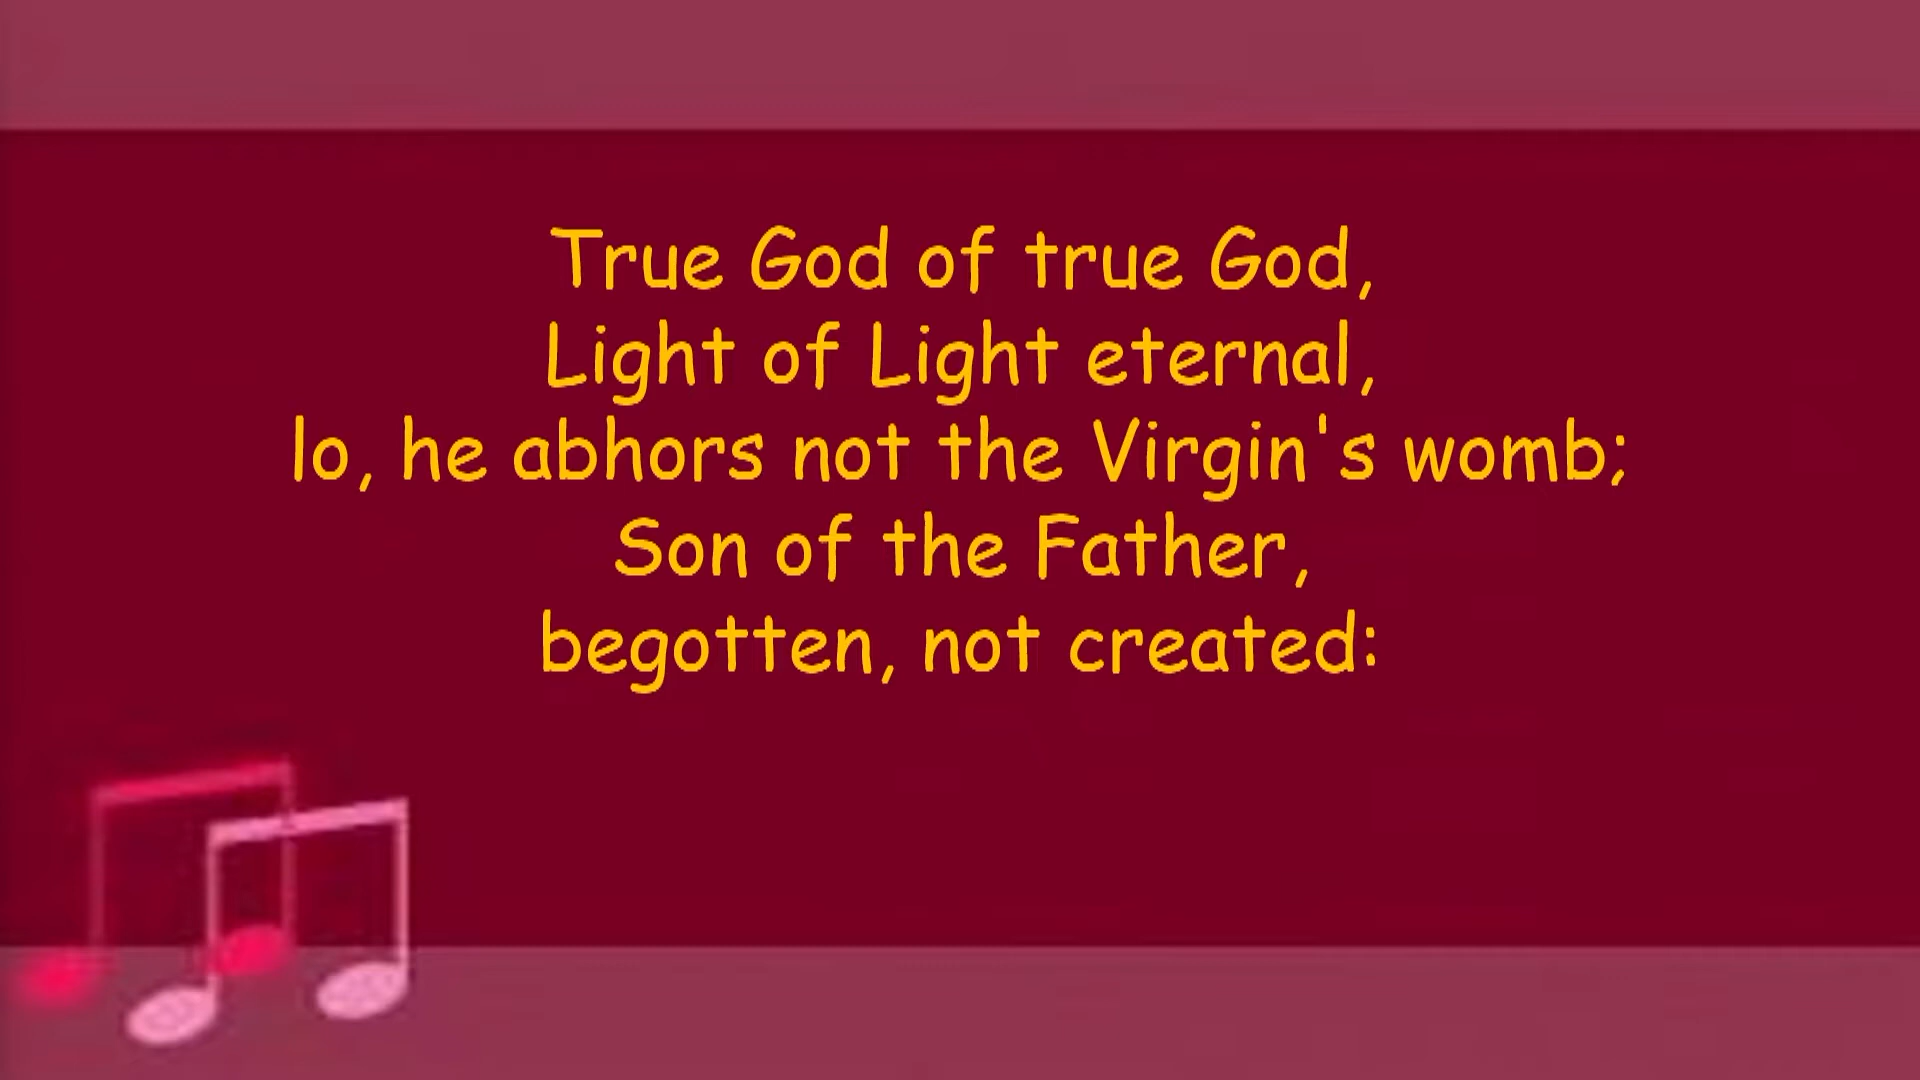 True God of true God,
Light of Light eternal,
lo, he abhors not the Virgin's womb;
Son of the Father,
begotten, not created: